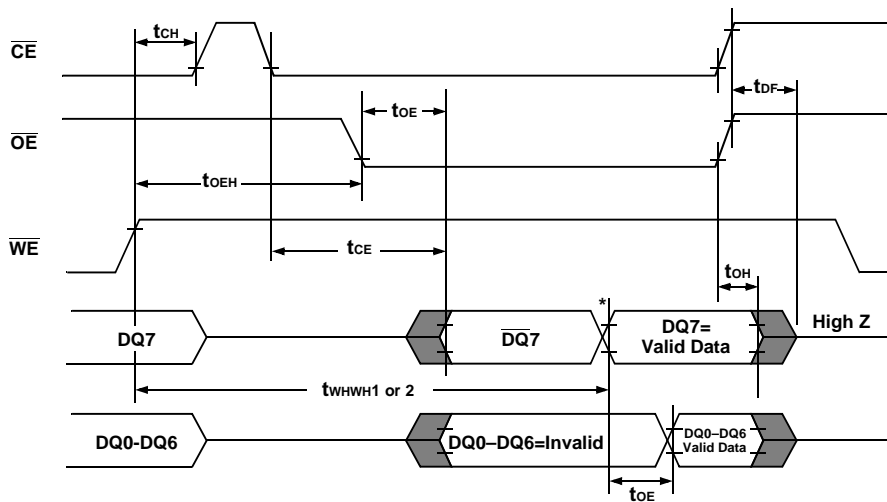 tCH
CE
tDF
tOE
OE
tOEH
WE
tCE
tOH
*
DQ7
DQ7
DQ7=
Valid Data
High Z
tWHWH1 or 2
DQ0-DQ6
DQ0–DQ6=Invalid
DQ0–DQ6
Valid Data
tOE